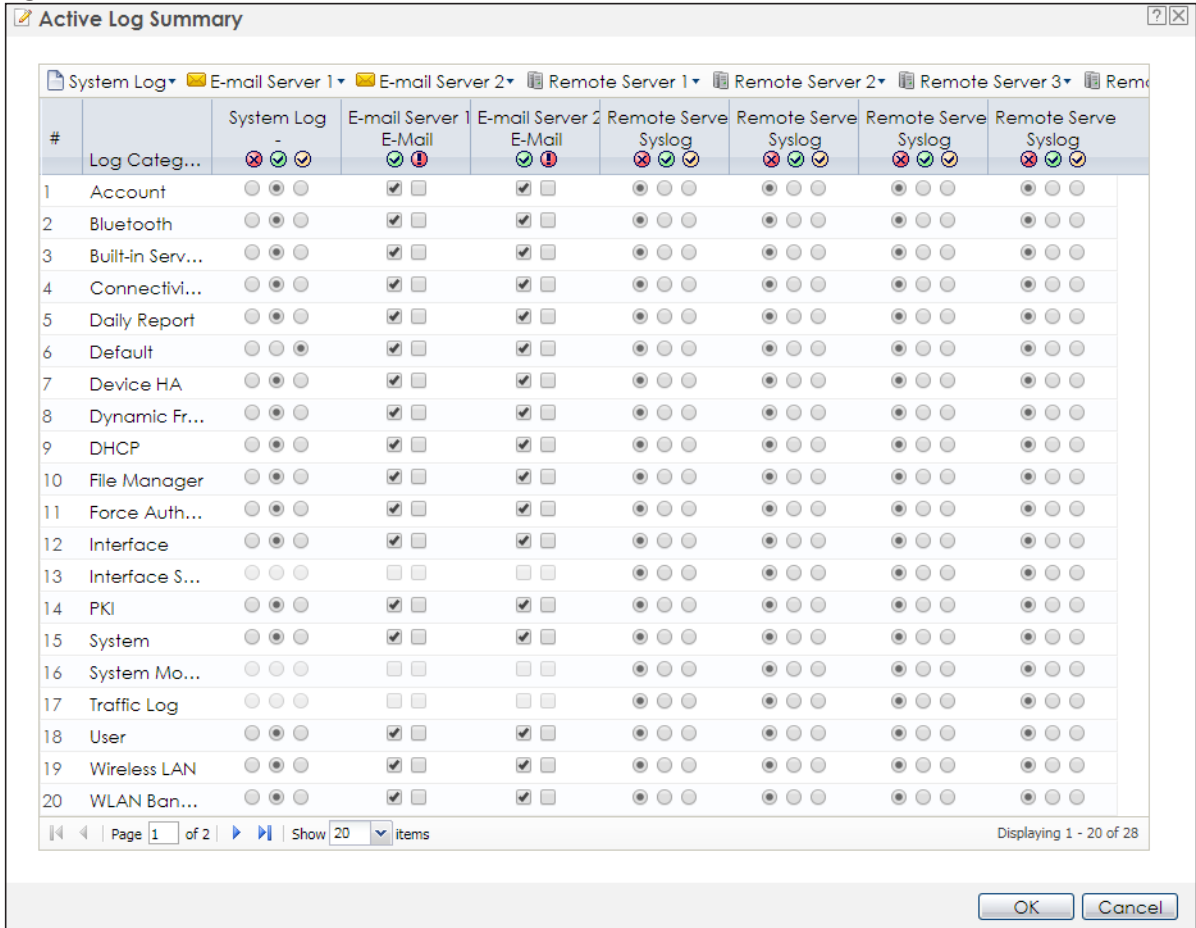 Active Log Summary
System Log E-mail Server 1 E-mail Server 2 Remote Server 1 Remote Server 2 Remote Server 3 Remo
# Log Categ... System Log - E-mail Server 1 E-Mail E-mail Server 2 E-Mail Remote Serve Syslog Remote Serve Syslog Remote Serve Syslog Remote Serve Syslog
1 Account
2 Bluetooth
3 Built-in Serv...
4 Connectivi...
5 Daily Report
6 Default
7 Device HA
8 Dynamic Fr...
9 DHCP
10 File Manager
11 Force Auth...
12 Interface
13 Interface S...
14 PKI
15 System
16 System Mo...
17 Traffic Log
18 User
19 Wireless LAN
20 WLAN Ban...
Page 1 of 2 Show 20 items Displaying 1 - 20 of 28
OK Cancel